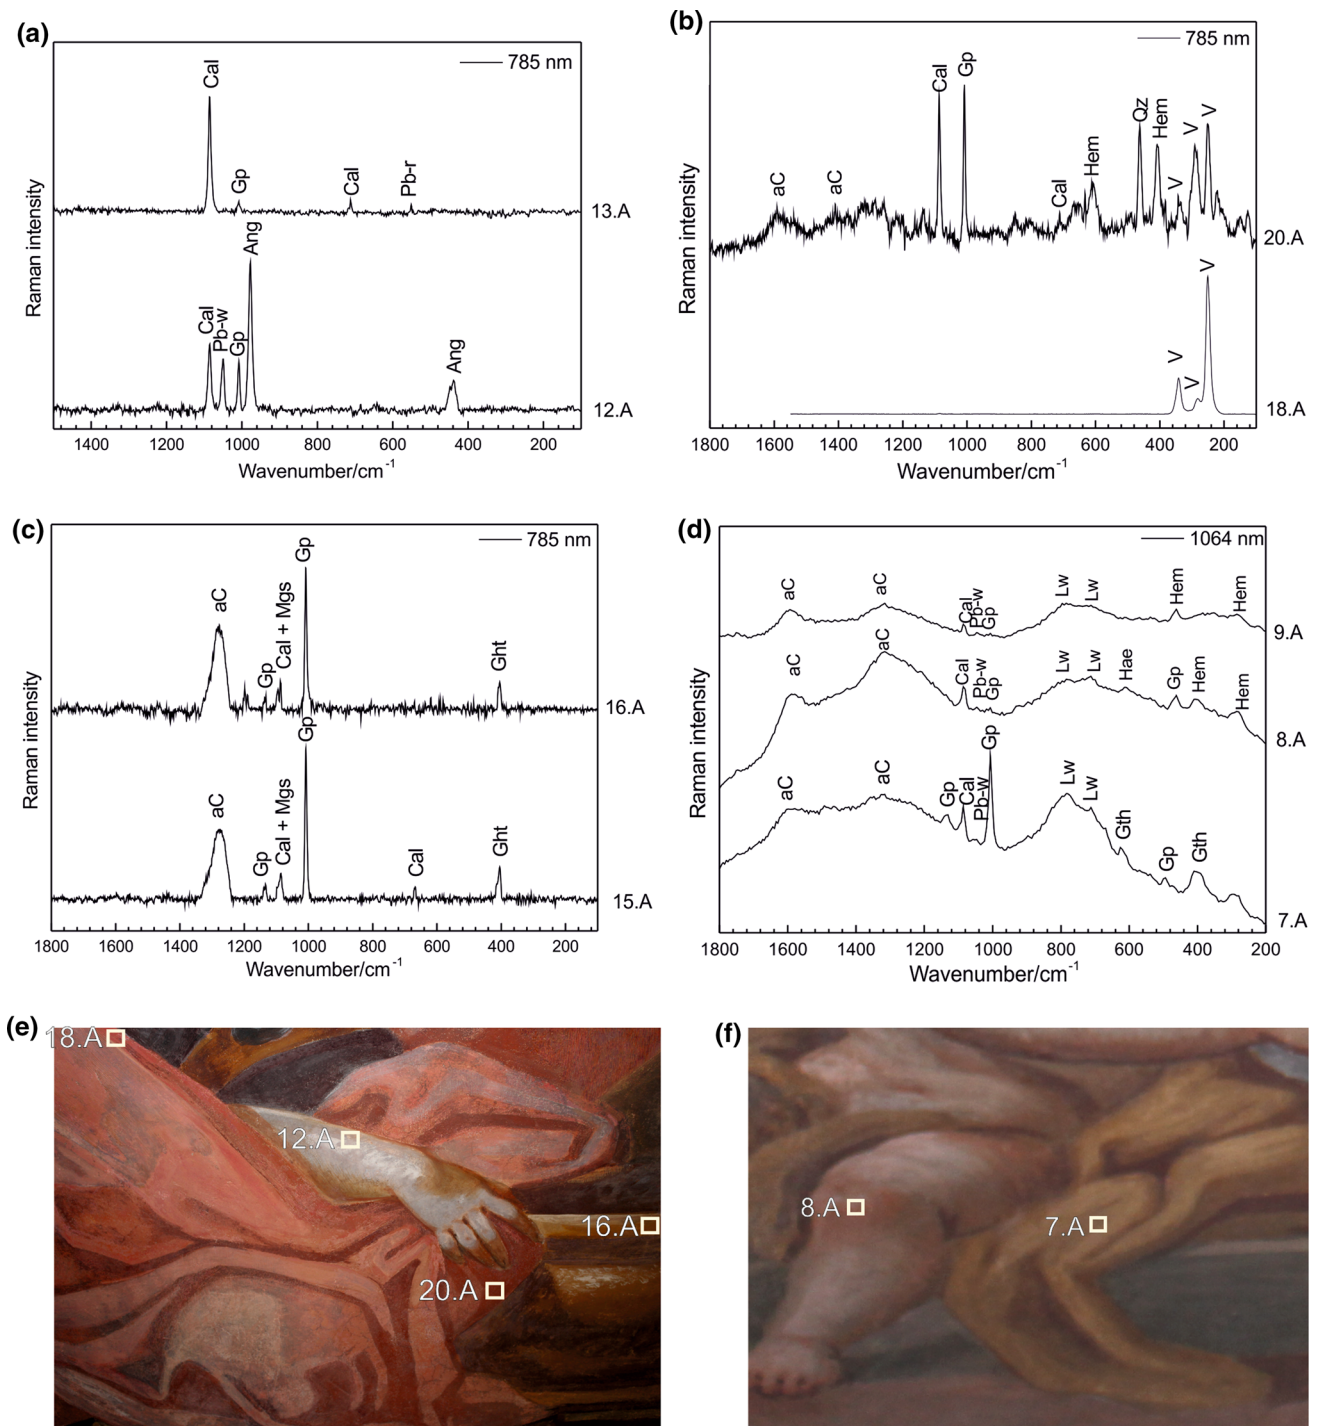 (a)
785 nm
Cal
Gp
Cal
Pb-r
13.A
Ang
Cal
Pb-w
Gp
Ang
12.A
Raman intensity
1400 1200 1000 800 600 400 200
Wavenumber/cm-1
(b)
785 nm
aC
aC
Cal
Gp
Cal
Hem
Qz
Hem
V
V
V
20.A
V
V
V
18.A
Raman intensity
1800 1600 1400 1200 1000 800 600 400 200
Wavenumber/cm-1
(c)
785 nm
aC
Gp
Cal + Mgs
Gp
Ght
16.A
aC
Gp
Cal + Mgs
Gp
Cal
Ght
15.A
Raman intensity
1800 1600 1400 1200 1000 800 600 400 200
Wavenumber/cm-1
(d)
1064 nm
aC
aC
Cal
Pb-w
Gp
Lw
Lw
Hem
Hem
9.A
aC
aC
Cal
Pb-w
Gp
Lw
Lw
Hae
Gp
Hem
Hem
8.A
aC
aC
Gp
Cal
Pb-w
Gp
Lw
Lw
Gth
Gp
Gth
7.A
Raman intensity
1800 1600 1400 1200 1000 800 600 400 200
Wavenumber/cm-1
(e)
18.A
12.A
16.A
20.A
(f)
8.A
7.A